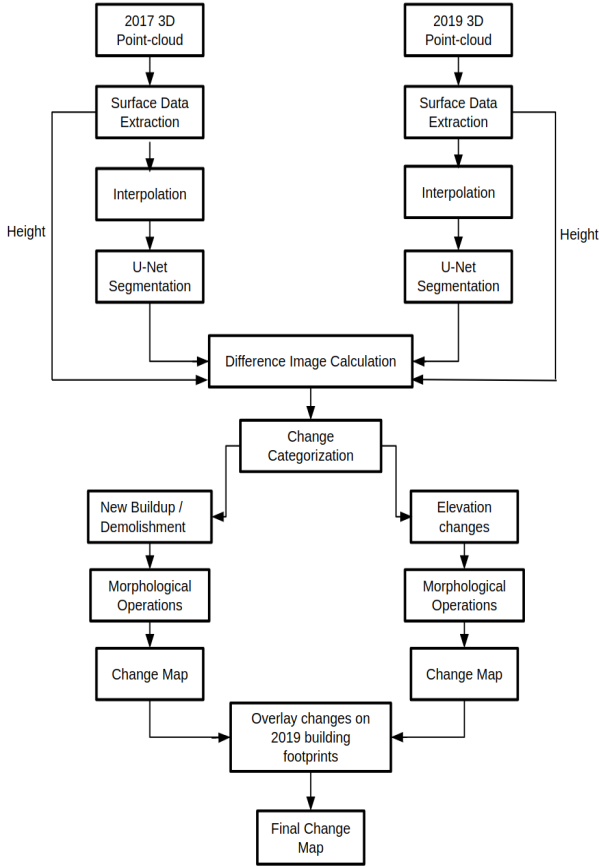 2017 3D
Point-cloud
2019 3D
Point-cloud
Surface Data
Extraction
Surface Data
Extraction
Interpolation
Interpolation
Height
Height
U-Net
Segmentation
U-Net
Segmentation
Difference Image Calculation
Change
Categorization
New Buildup /
Demolishment
Elevation
changes
Morphological
Operations
Morphological
Operations
Change Map
Change Map
Overlay changes on
2019 building
footprints
Final Change
Map